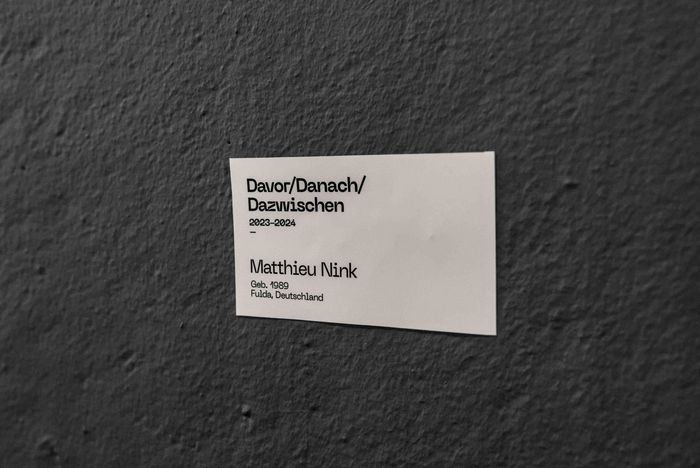 Davor/Danach/
Dazwischen
2023–2024
–
Matthieu Nink
Geb. 1989
Fulda, Deutschland